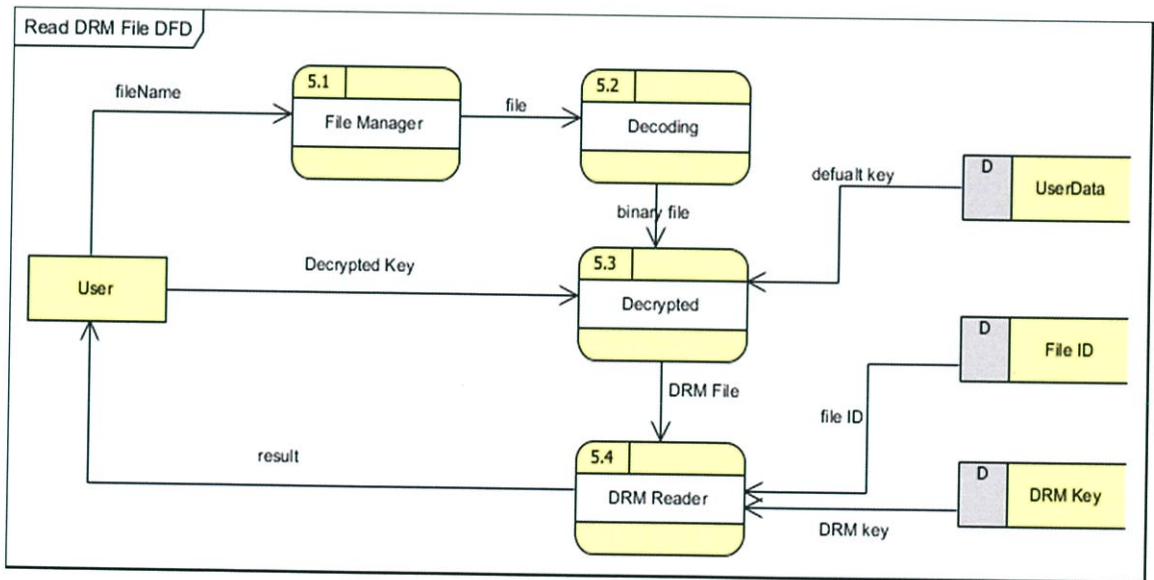 Read DRM File DFD
fileName
5.1
File Manager
file
5.2
Decoding
defualt key
D
UserData
binary file
User
Decrypted Key
5.3
Decrypted
D
File ID
DRM File
file ID
result
5.4
DRM Reader
D
DRM Key
DRM key